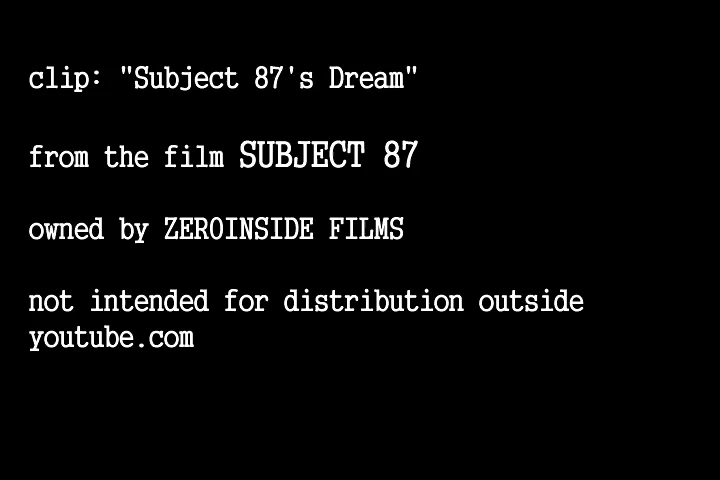 clip: "Subject 87's Dream"
from the film SUBJECT 87
owned by ZEROINSIDE FILMS
not intended for distribution outside
youtube.com